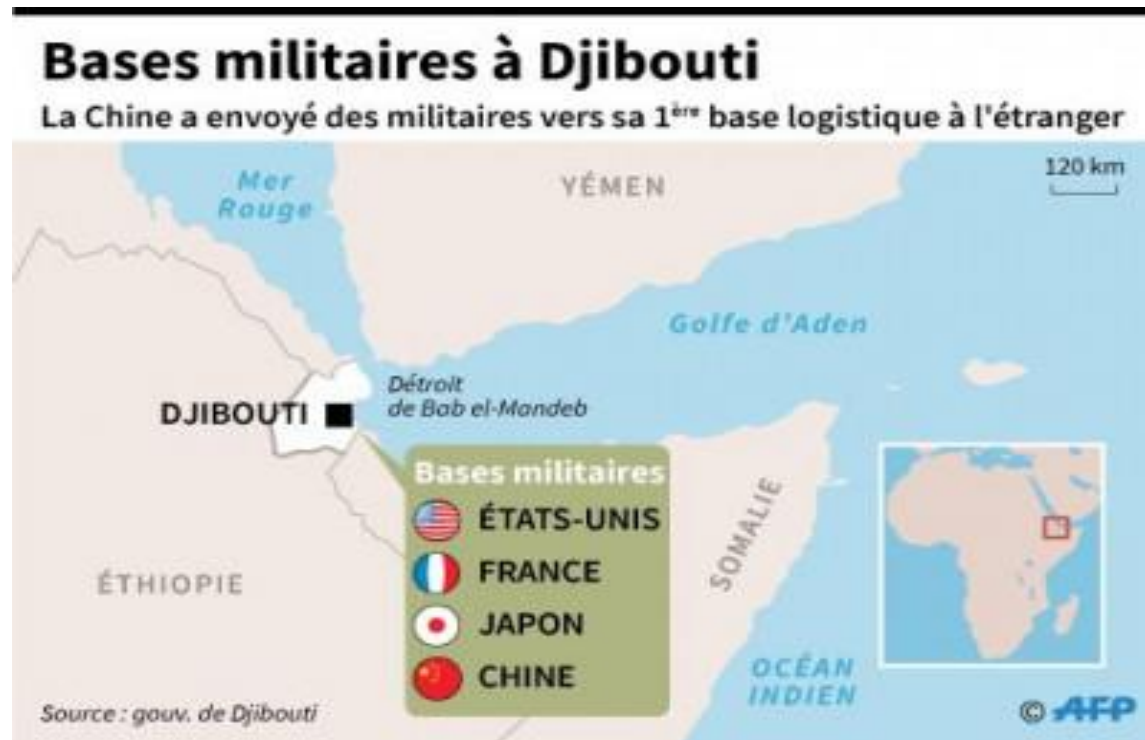 Bases militaires à Djibouti
La Chine a envoyé des militaires vers sa 1ère base logistique à l'étranger
120 km
Mer
Rouge
YÉMEN
Golfe d'Aden
Détroit
de Bab el-Mandeb
DJIBOUTI
Bases militaires
ÉTATS-UNIS
FRANCE
JAPON
CHINE
SOMALIE
ÉTHIOPIE
OCÉAN
INDIEN
Source : gouv. de Djibouti
© AFP